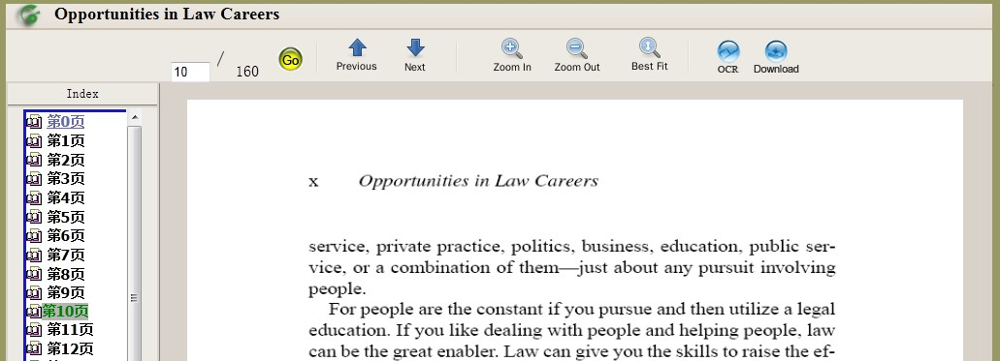 Opportunities in Law Careers
10 / 160 Go Previous Next Zoom In Zoom Out Best Fit OCR Download
Index
第0页
第1页
第2页
第3页
第4页
第5页
第6页
第7页
第8页
第9页
第10页
第11页
第12页
x Opportunities in Law Careers
service, private practice, politics, business, education, public ser-
vice, or a combination of them—just about any pursuit involving
people.
For people are the constant if you pursue and then utilize a legal
education. If you like dealing with people and helping people, law
can be the great enabler. Law can give you the skills to raise the ef-